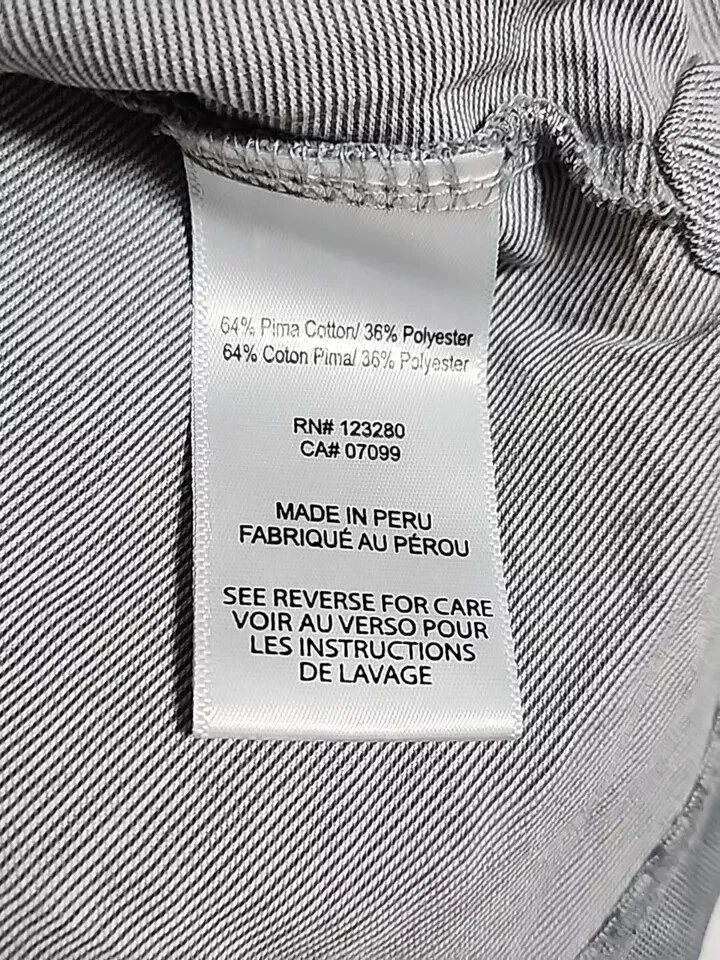 64% Pima Cotton/ 36% Polyester
64% Coton Pima/ 36% Polyester
RN# 123280
CA# 07099
MADE IN PERU
FABRIQUÉ AU PÉROU
SEE REVERSE FOR CARE
VOIR AU VERSO POUR
LES INSTRUCTIONS
DE LAVAGE